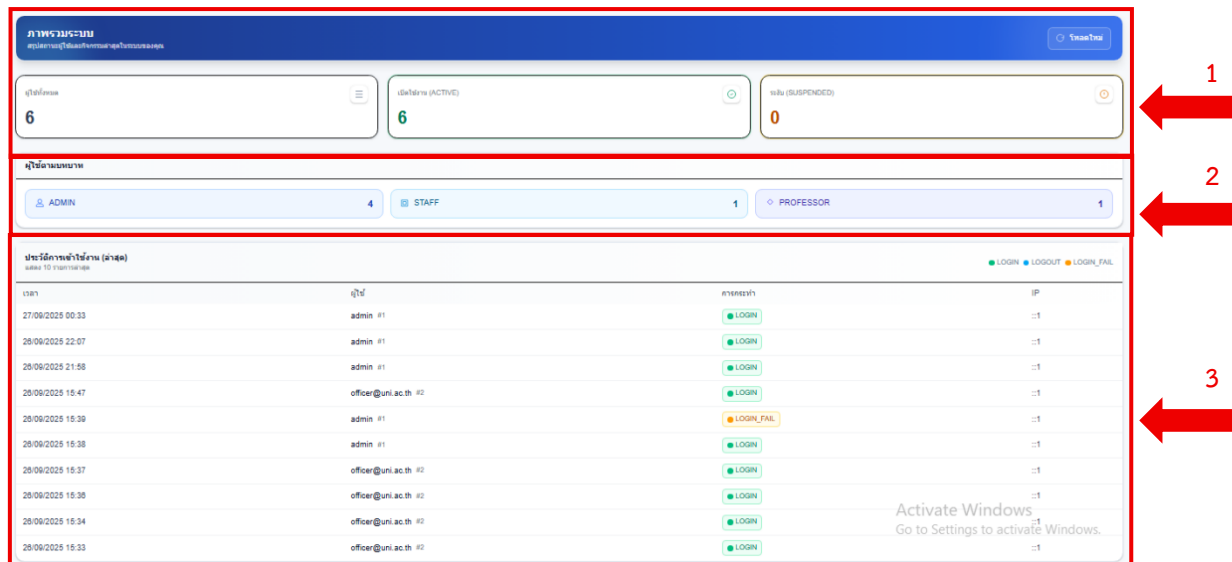 ภาพรวมระบบ
สรุปสถานะผู้ใช้และกิจกรรมล่าสุดในระบบของคุณ
โหลดใหม่
1
ผู้ใช้ทั้งหมด
เปิดใช้งาน (ACTIVE)
ระงับ (SUSPENDED)
6
6
0
ผู้ใช้ตามบทบาท
2
ADMIN 4
STAFF 1
PROFESSOR 1
ประวัติการเข้าใช้งาน (ล่าสุด)
แสดง 10 รายการล่าสุด
LOGIN LOGOUT LOGIN_FAIL
เวลา ผู้ใช้ การกระทำ IP
27/09/2025 00:33 admin #1 LOGIN ::1
26/09/2025 22:07 admin #1 LOGIN ::1
26/09/2025 21:58 admin #1 LOGIN ::1
3
26/09/2025 15:47 officer@uni.ac.th #2 LOGIN ::1
26/09/2025 15:39 admin #1 LOGIN_FAIL ::1
26/09/2025 15:38 admin #1 LOGIN ::1
26/09/2025 15:37 officer@uni.ac.th #2 LOGIN ::1
26/09/2025 15:36 officer@uni.ac.th #2 LOGIN ::1
26/09/2025 15:34 officer@uni.ac.th #2 LOGIN ::1
26/09/2025 15:33 officer@uni.ac.th #2 LOGIN ::1
Activate Windows
Go to Settings to activate Windows.